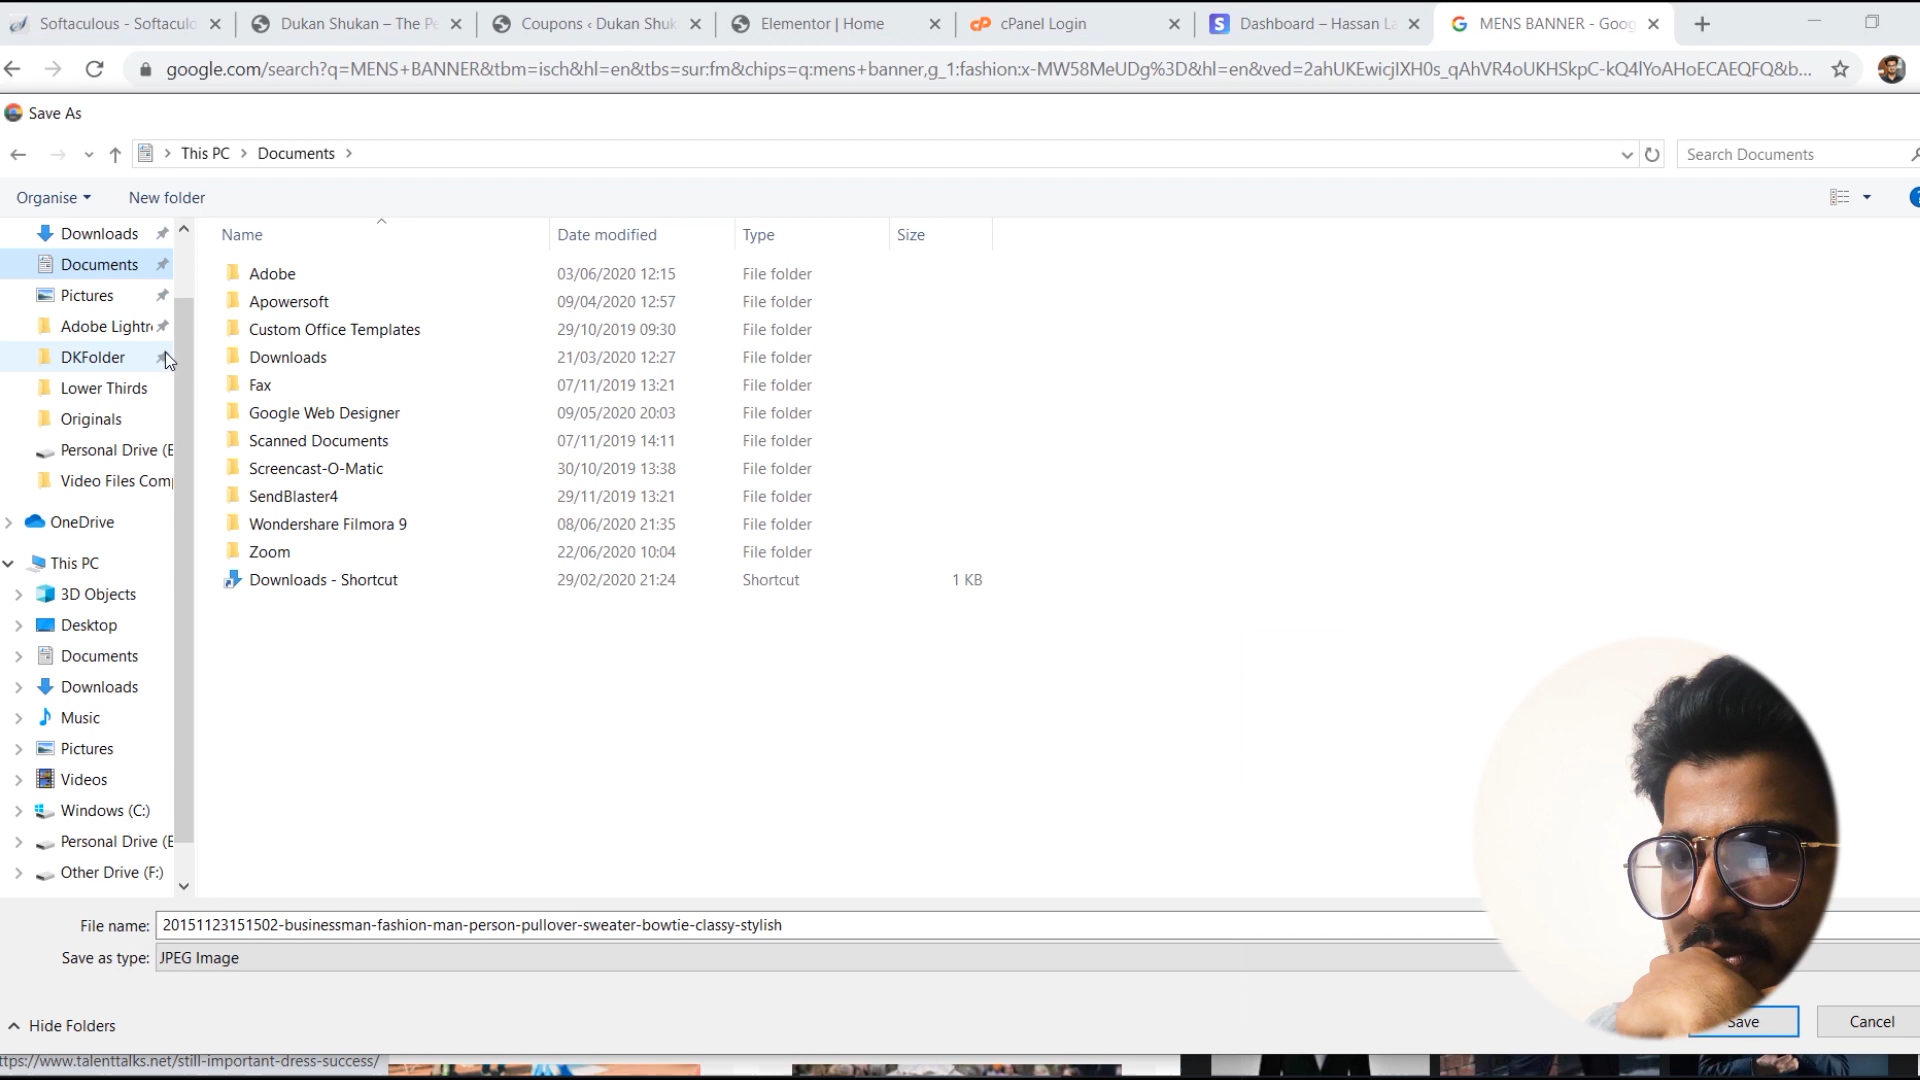 Softaculous - Softaculo
Dukan Shukan – The Pe
Coupons ‹ Dukan Shuk
Elementor | Home
cPanel Login
Dashboard – Hassan La
MENS BANNER - Goog
google.com/search?q=MENS+BANNER&tbm=isch&hl=en&tbs=sur:fm&chips=q:mens+banner,g_1:fashion:x-MW58MeUDg%3D&hl=en&ved=2ahUKEwicjIXH0s_qAhVR4oUKHSkpC-kQ4lYoAHoECAEQFQ&b...
Save As
This PC > Documents >
Search Documents
Organise
New folder
Name
Date modified
Type
Size
Downloads
Documents
Pictures
Adobe Lightr
DKFolder
Lower Thirds
Originals
Personal Drive (E
Video Files Comp
OneDrive
This PC
3D Objects
Desktop
Documents
Downloads
Music
Pictures
Videos
Windows (C:)
Personal Drive (E
Other Drive (F:)
Adobe 03/06/2020 12:15 File folder
Apowersoft 09/04/2020 12:57 File folder
Custom Office Templates 29/10/2019 09:30 File folder
Downloads 21/03/2020 12:27 File folder
Fax 07/11/2019 13:21 File folder
Google Web Designer 09/05/2020 20:03 File folder
Scanned Documents 07/11/2019 14:11 File folder
Screencast-O-Matic 30/10/2019 13:38 File folder
SendBlaster4 29/11/2019 13:21 File folder
Wondershare Filmora 9 08/06/2020 21:35 File folder
Zoom 22/06/2020 10:04 File folder
Downloads - Shortcut 29/02/2020 21:24 Shortcut 1 KB
File name: 20151123151502-businessman-fashion-man-person-pullover-sweater-bowtie-classy-stylish
Save as type: JPEG Image
Hide Folders
Save
Cancel
ttps://www.talenttalks.net/still-important-dress-success/